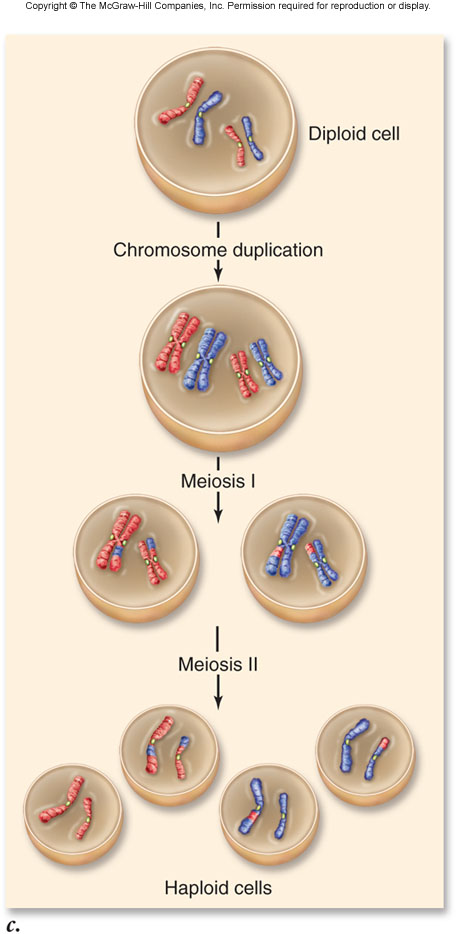 Copyright © The McGraw-Hill Companies, Inc. Permission required for reproduction or display.
Diploid cell
Chromosome duplication
Meiosis I
Meiosis II
Haploid cells
c.